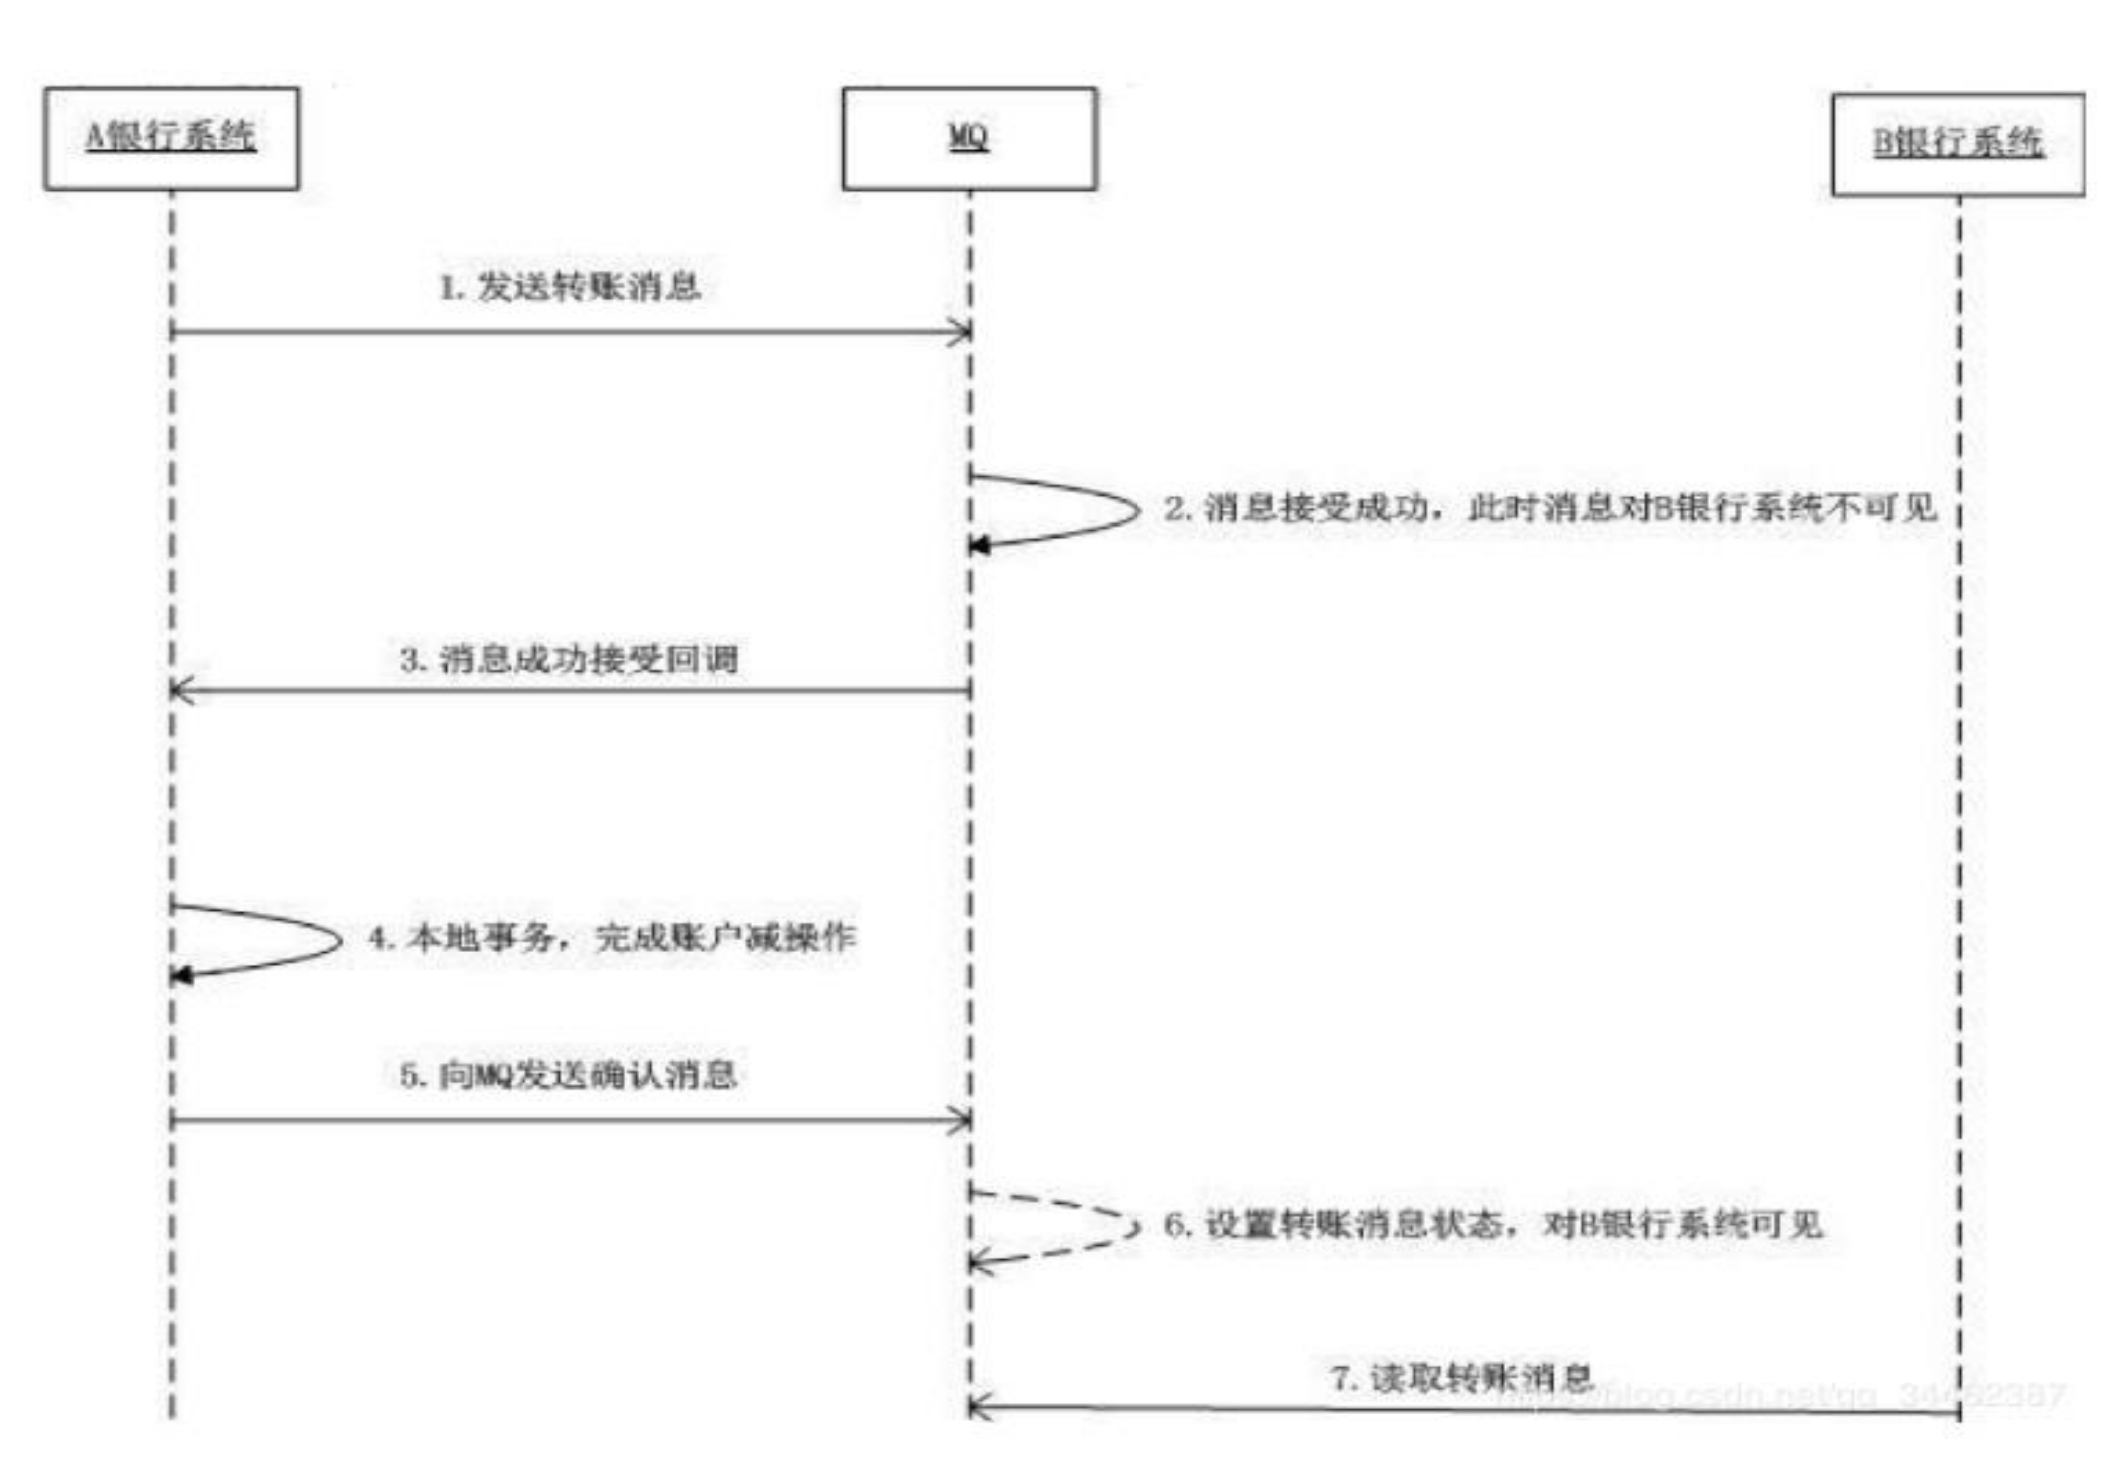 A银行系统
MQ
B银行系统
1. 发送转账消息
2. 消息接受成功，此时消息对B银行系统不可见
3. 消息成功接受回调
4. 本地事务，完成账户减操作
5. 向MQ发送确认消息
6. 设置转账消息状态，对B银行系统可见
7. 读取转账消息
https://blog.csdn.net/qq_34462387